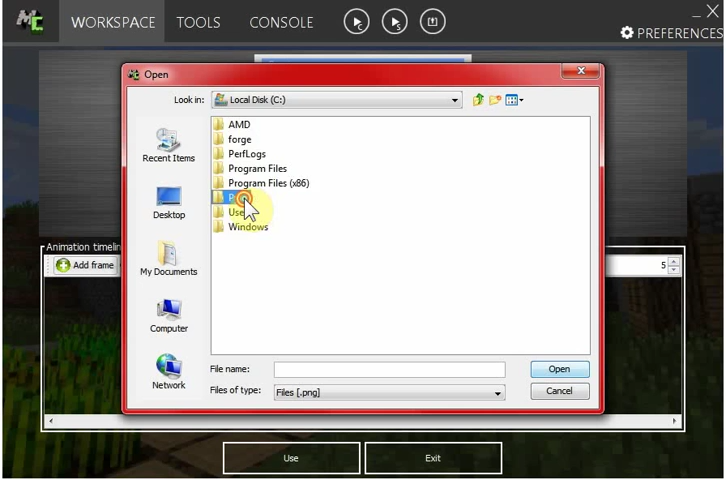 MC WORKSPACE TOOLS CONSOLE C S
PREFERENCES
Open
Look in: Local Disk (C:)
AMD
forge
PerfLogs
Program Files
Program Files (x86)
Windows
Recent Items
Desktop
My Documents
Computer
Network
Animation timelin
Add frame
5
File name: Open
Files of type: Files [.png] Cancel
Use Exit